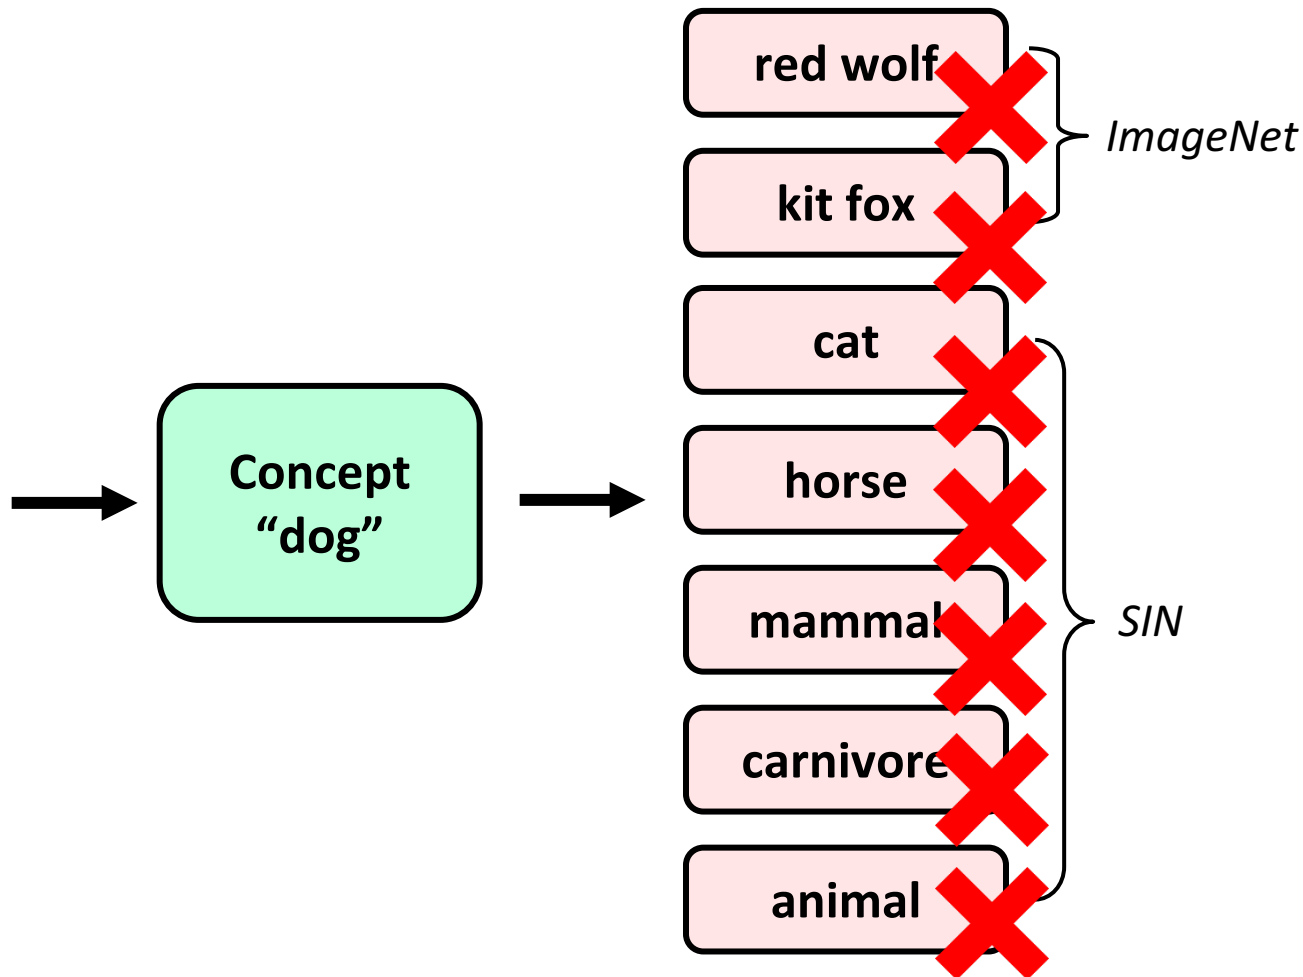 red wolf
ImageNet
kit fox
cat
Concept
“dog”
horse
mammal
SIN
carnivore
animal